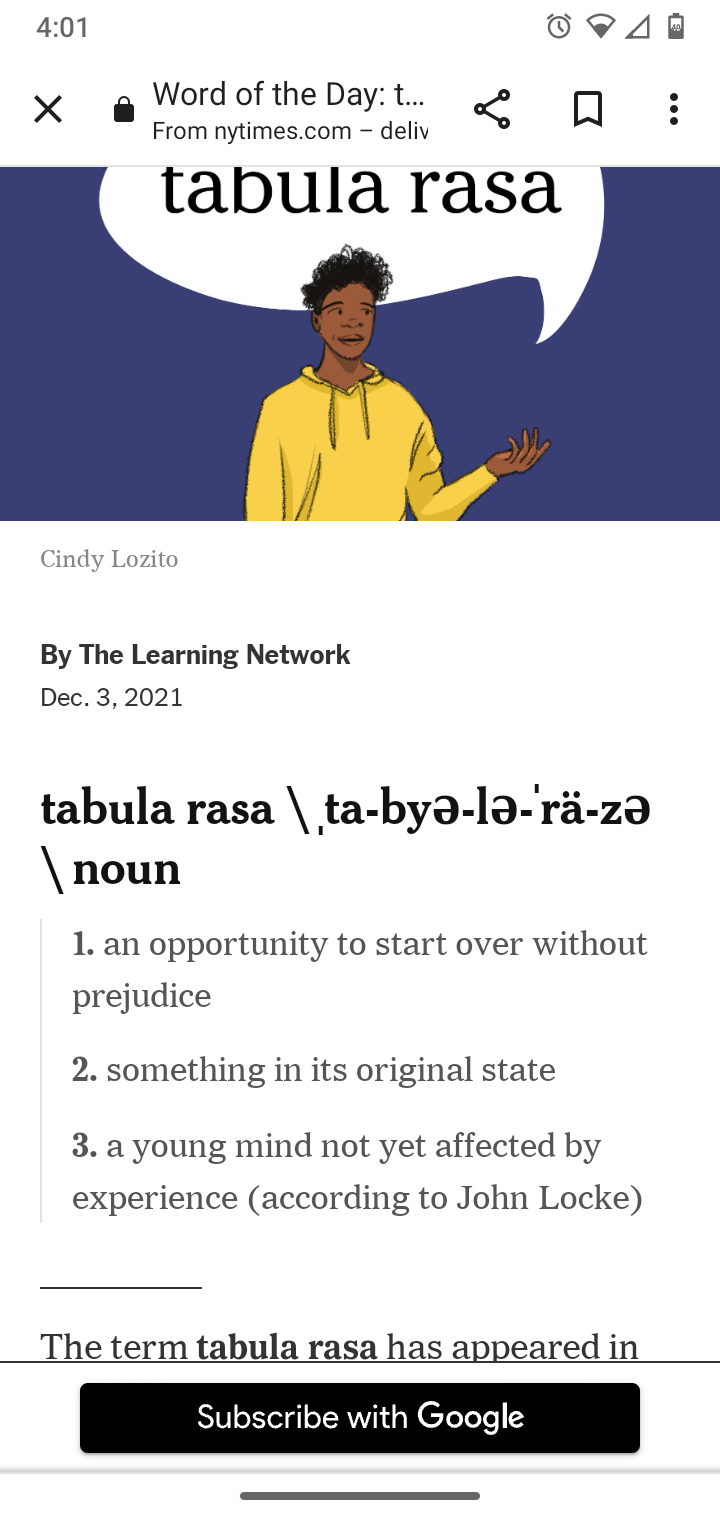 4:01
40
Word of the Day: t...
From nytimes.com – deliv
tabula rasa
Cindy Lozito
By The Learning Network
Dec. 3, 2021
tabula rasa \ ˌta-byə-lə-ˈrä-zə
\ noun
1. an opportunity to start over without
prejudice
2. something in its original state
3. a young mind not yet affected by
experience (according to John Locke)
The term tabula rasa has appeared in
Subscribe with Google